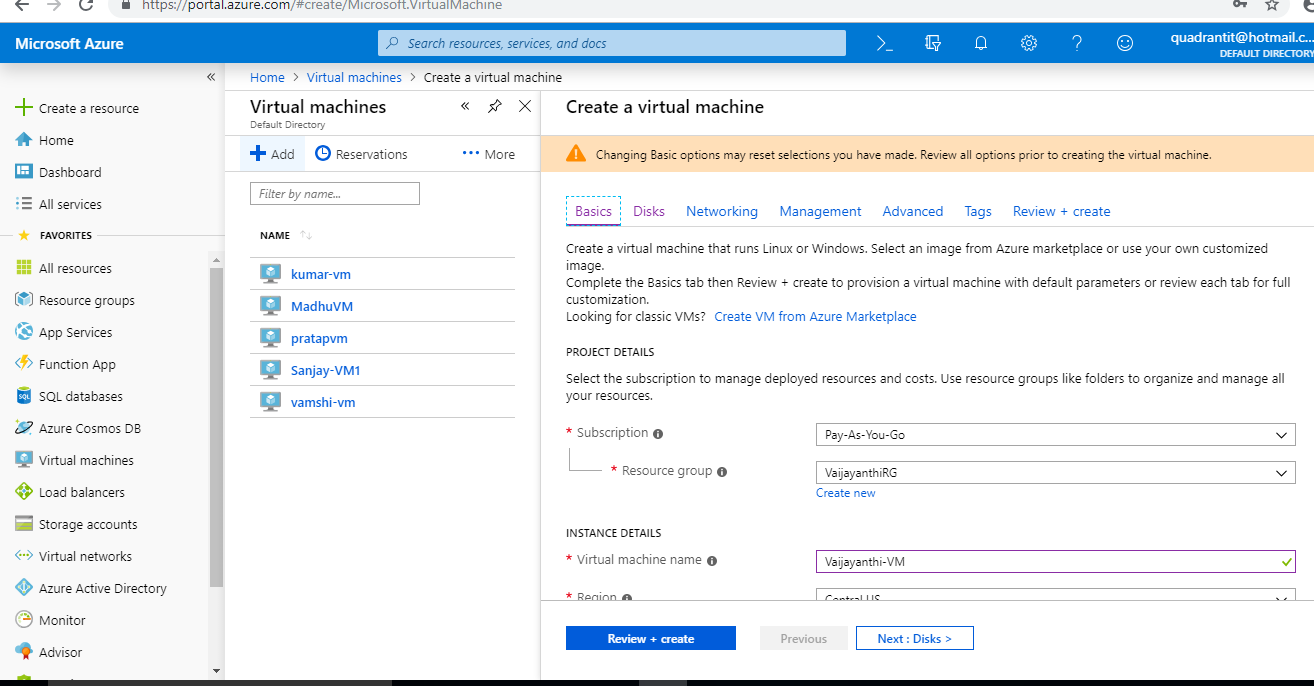 https://portal.azure.com/#create/Microsoft.VirtualMachine
Microsoft Azure
Search resources, services, and docs
quadrantit@hotmail.c...
DEFAULT DIRECTORY
Create a resource
Home
Dashboard
All services
FAVORITES
All resources
Resource groups
App Services
Function App
SQL databases
Azure Cosmos DB
Virtual machines
Load balancers
Storage accounts
Virtual networks
Azure Active Directory
Monitor
Advisor
Home > Virtual machines > Create a virtual machine
Virtual machines
Default Directory
Add Reservations ••• More
Filter by name...
NAME
kumar-vm
MadhuVM
pratapvm
Sanjay-VM1
vamshi-vm
Create a virtual machine
Changing Basic options may reset selections you have made. Review all options prior to creating the virtual machine.
Basics Disks Networking Management Advanced Tags Review + create
Create a virtual machine that runs Linux or Windows. Select an image from Azure marketplace or use your own customized
image.
Complete the Basics tab then Review + create to provision a virtual machine with default parameters or review each tab for full
customization.
Looking for classic VMs? Create VM from Azure Marketplace
PROJECT DETAILS
Select the subscription to manage deployed resources and costs. Use resource groups like folders to organize and manage all
your resources.
* Subscription Pay-As-You-Go
* Resource group VaijayanthiRG
Create new
INSTANCE DETAILS
* Virtual machine name Vaijayanthi-VM
* Region Central US
Review + create Previous Next : Disks >